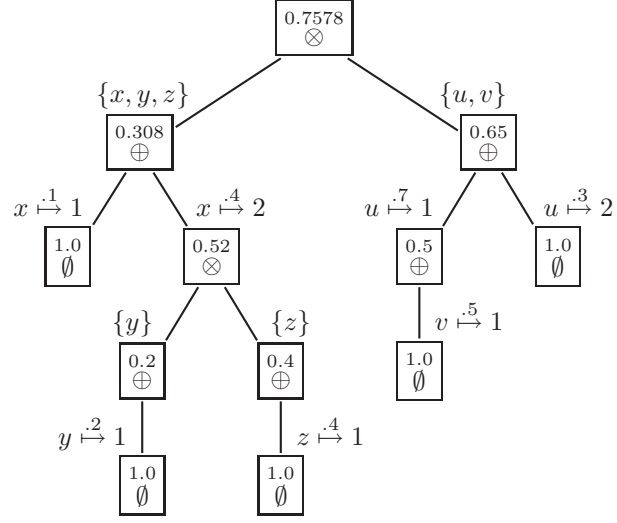 0.7578
⊗
{x, y, z}
{u, v}
0.308
⊕
0.65
⊕
x .1↦ 1
x .4↦ 2
u .7↦ 1
u .3↦ 2
1.0
∅
0.52
⊗
0.5
⊕
1.0
∅
{y}
{z}
v .5↦ 1
0.2
⊕
0.4
⊕
1.0
∅
y .2↦ 1
z .4↦ 1
1.0
∅
1.0
∅